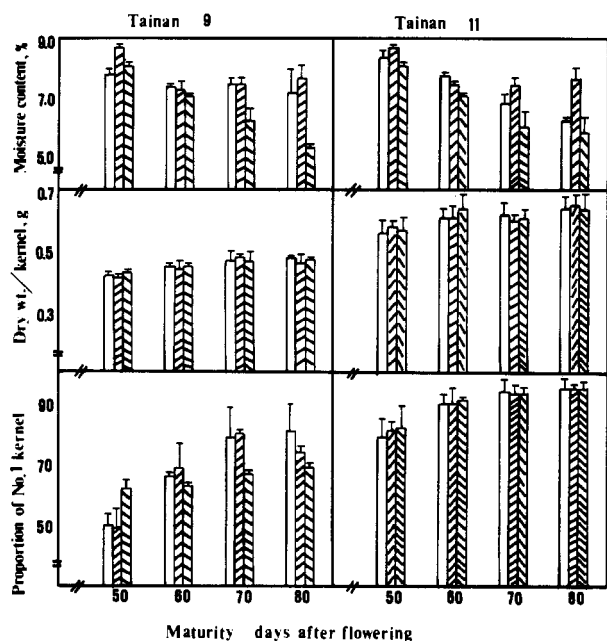 Tainan 9 Tainan 11
Moisture content, %
9.0
7.0
5.0
Dry wt./kernel, g
0.7
0.5
0.3
Proportion of No.1 kernel
90
70
50
50 60 70 80 50 60 70 80
Maturity days after flowering